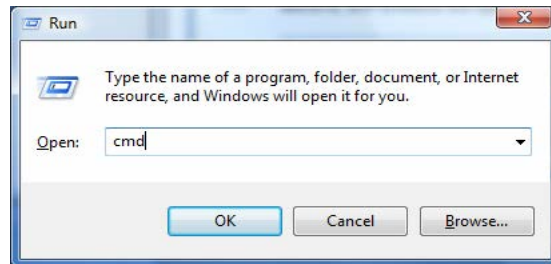 Run
Type the name of a program, folder, document, or Internet
resource, and Windows will open it for you.
Open:
cmd
OK
Cancel
Browse...